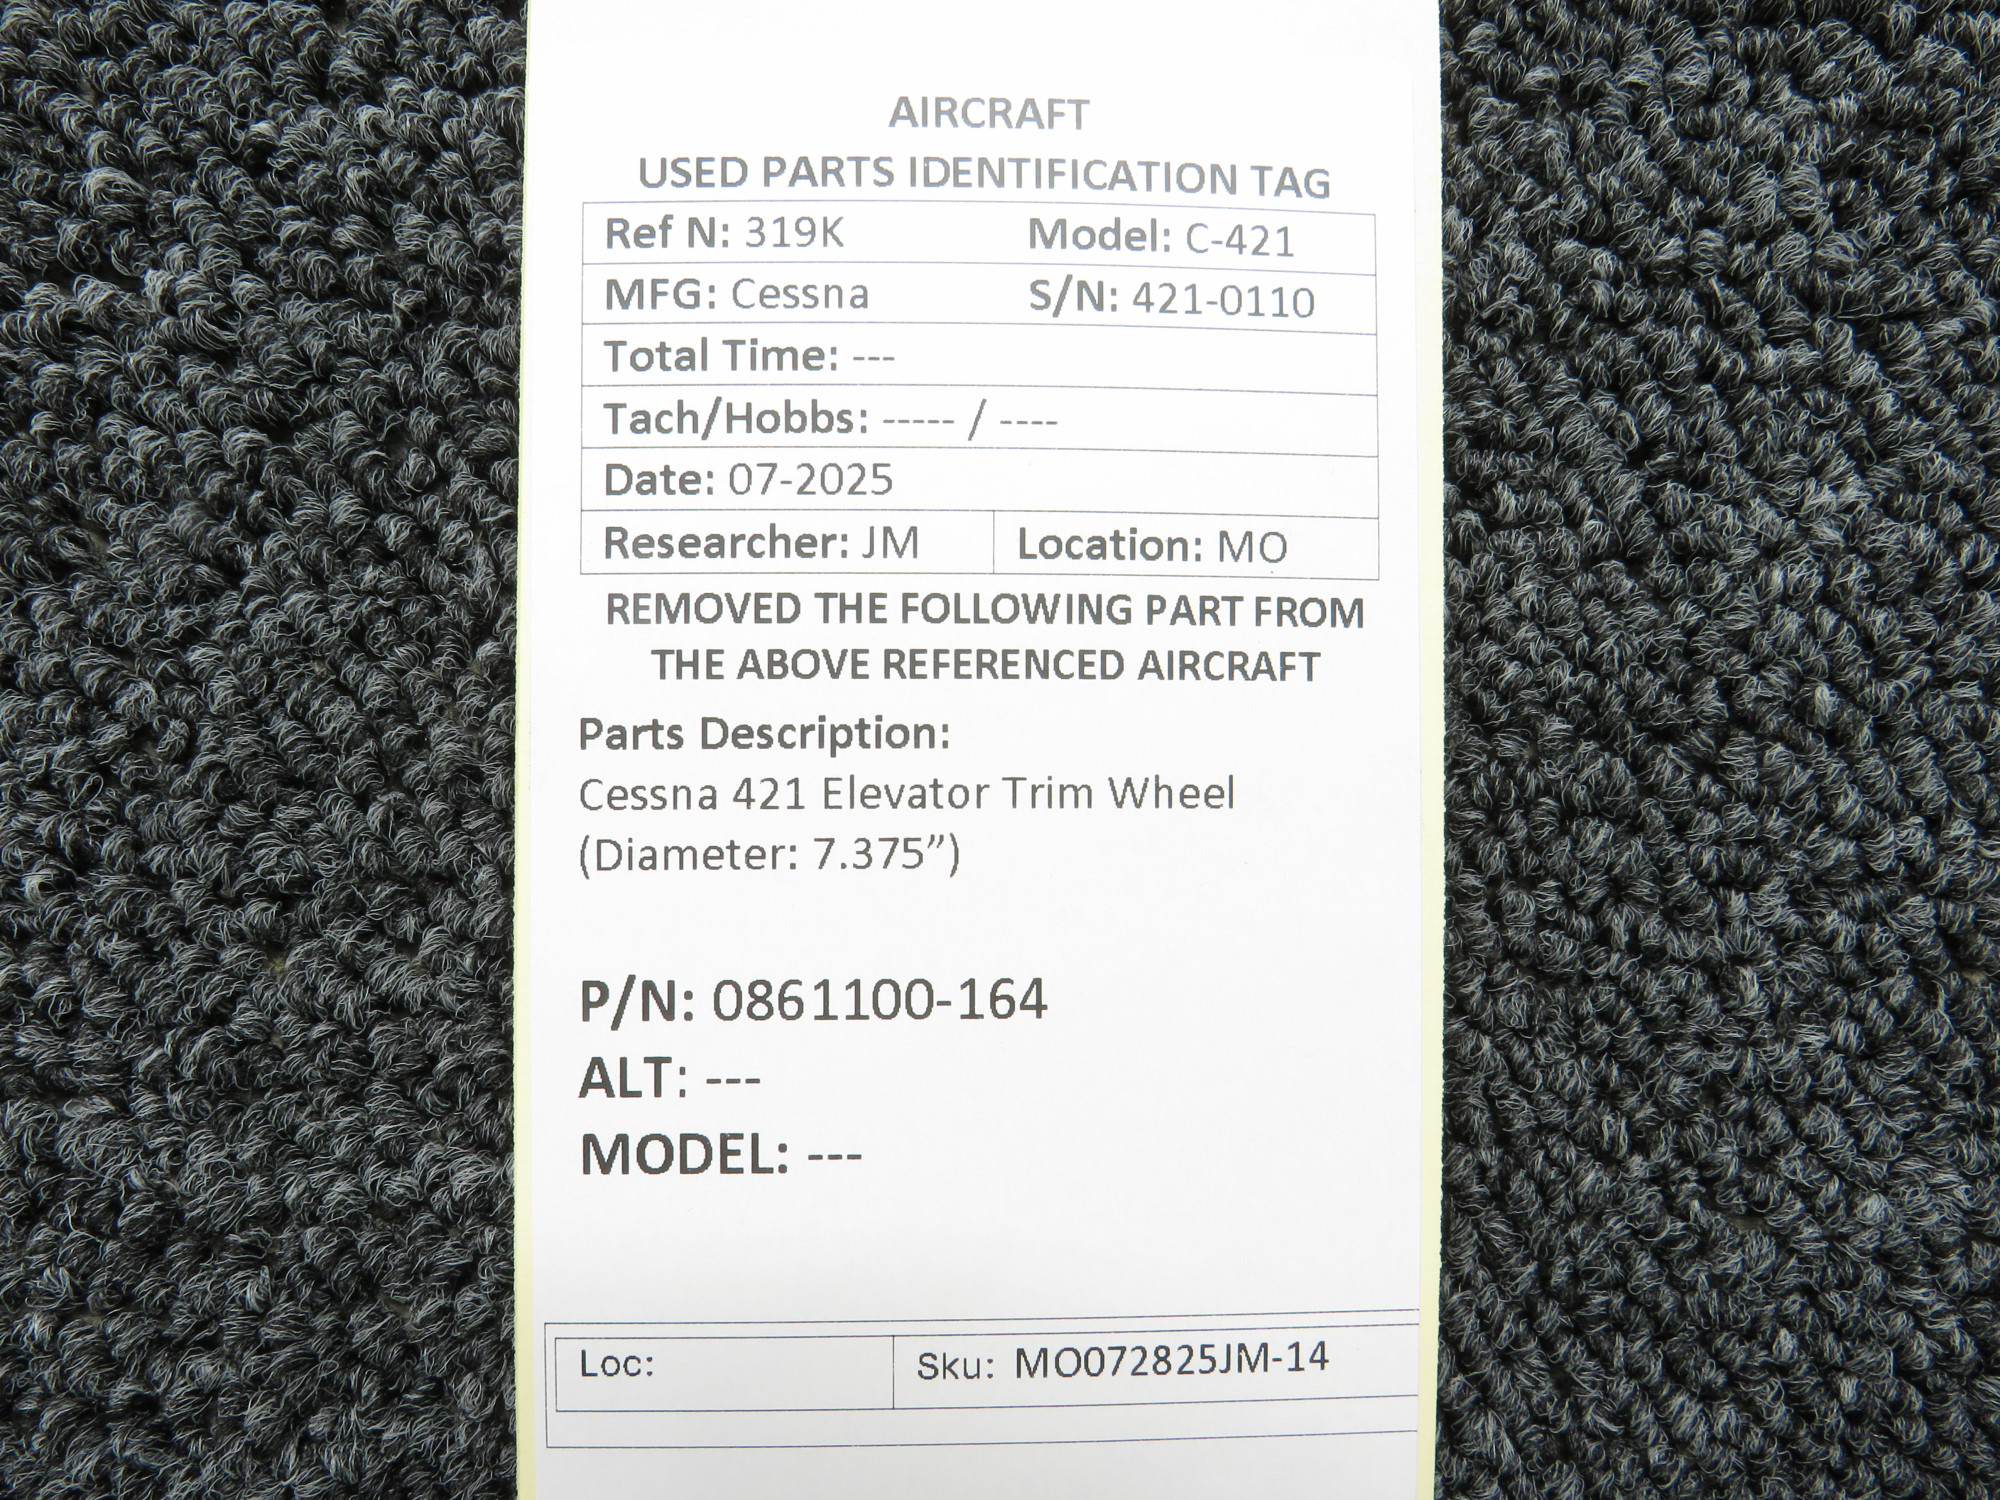 AIRCRAFT
USED PARTS IDENTIFICATION TAG
Ref N: 319K Model: C-421
MFG: Cessna S/N: 421-0110
Total Time: ---
Tach/Hobbs: ----- / ----
Date: 07-2025
Researcher: JM Location: MO
REMOVED THE FOLLOWING PART FROM
THE ABOVE REFERENCED AIRCRAFT
Parts Description:
Cessna 421 Elevator Trim Wheel
(Diameter: 7.375”)
P/N: 0861100-164
ALT: ---
MODEL: ---
Loc: Sku: MO072825JM-14